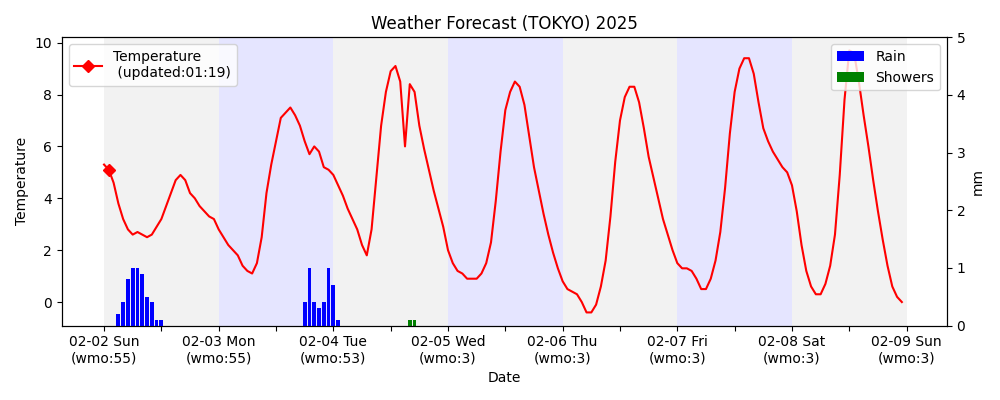 Weather Forecast (TOKYO) 2025
Temperature
(updated:01:19)
Rain
Showers
10
8
6
4
2
0
Temperature
5
4
3
2
1
0
mm
02-02 Sun
(wmo:55)
02-03 Mon
(wmo:55)
02-04 Tue
(wmo:53)
02-05 Wed
(wmo:3)
02-06 Thu
(wmo:3)
02-07 Fri
(wmo:3)
02-08 Sat
(wmo:3)
02-09 Sun
(wmo:3)
Date